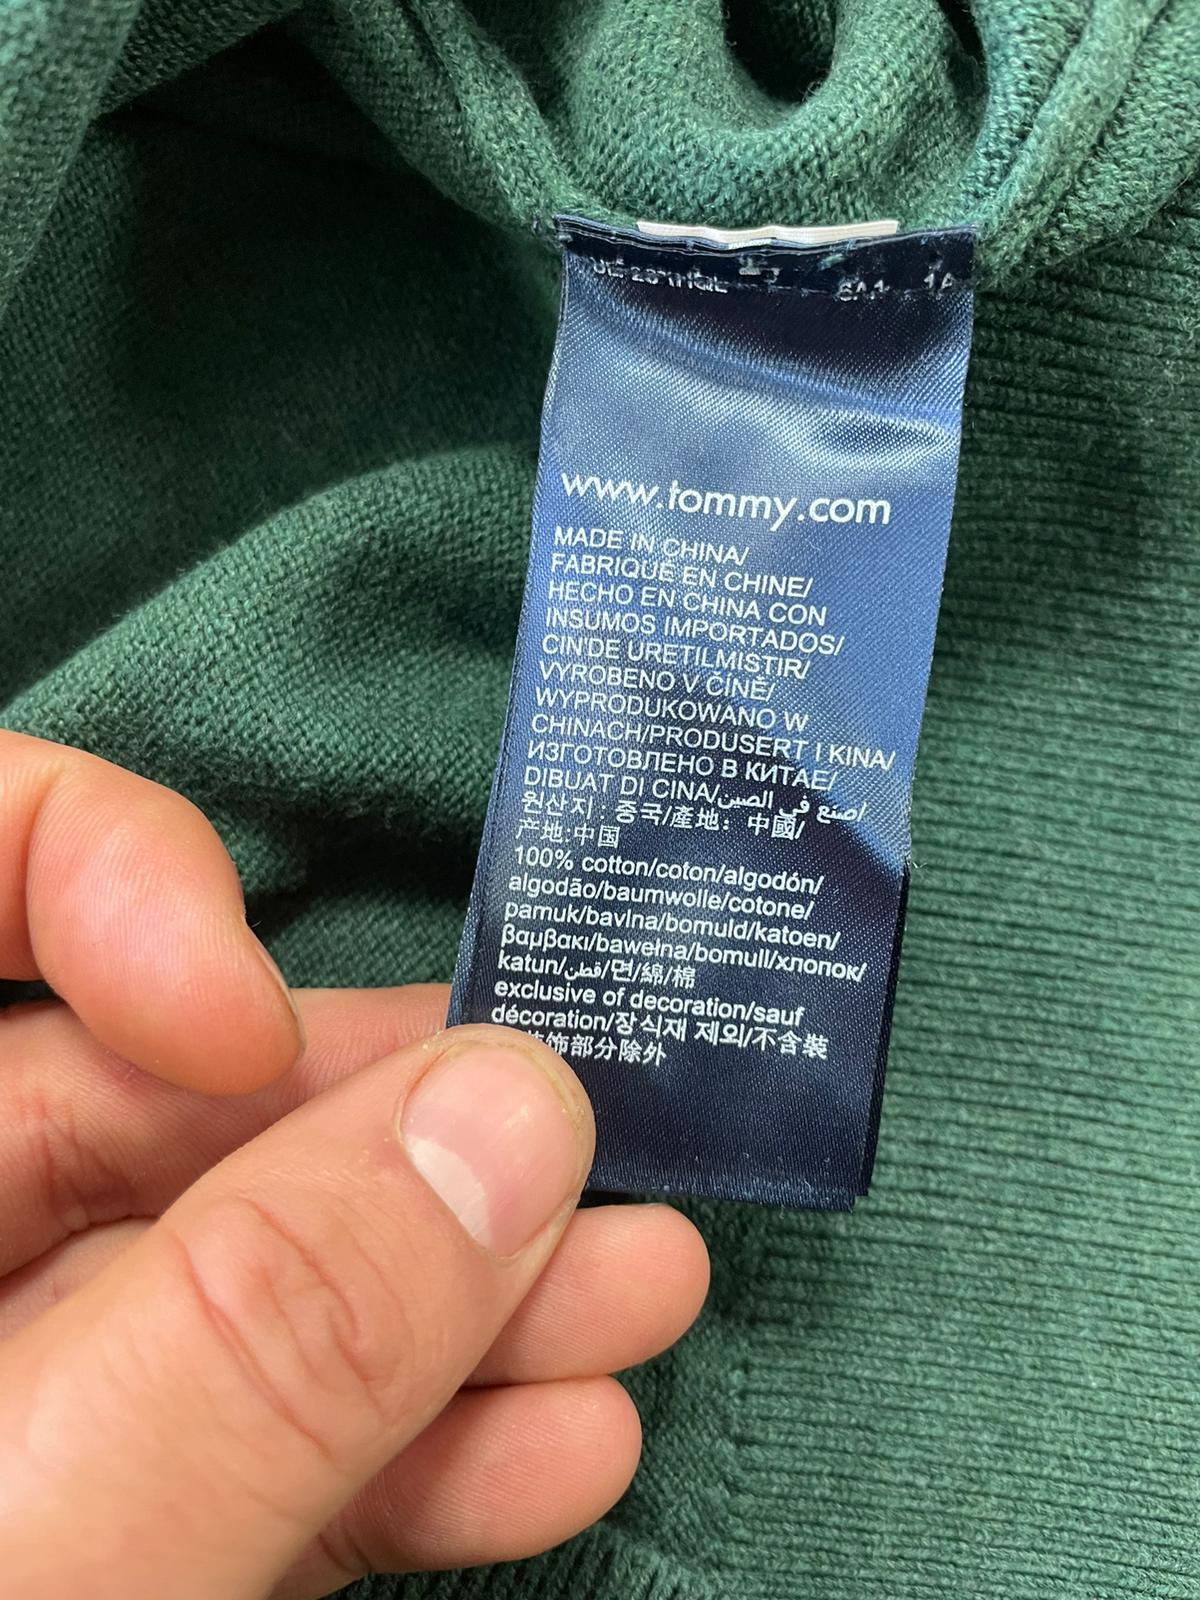 www.tommy.com
MADE IN CHINA/
FABRIQUÉ EN CHINE/
HECHO EN CHINA CON
INSUMOS IMPORTADOS/
CIN'DE URETILMISTIR/
VYROBENO V ČÍNĚ/
WYPRODUKOWANO W
CHINACH/PRODUSERT I KINA/
ИЗГОТОВЛЕНО В КИТАЕ/
DIBUAT DI CINA/اصنع في الصين/
원산지 : 중국/產地: 中國/
产地:中国
100% cotton/coton/algodón/
algodão/baumwolle/cotone/
pamuk/bavlna/bomuld/katoen/
βαμβακι/bawełna/bomull/хлопок/
katun/قطن/면/綿/棉
exclusive of decoration/sauf
décoration/장식재 제외/不含裝
装饰部分除外